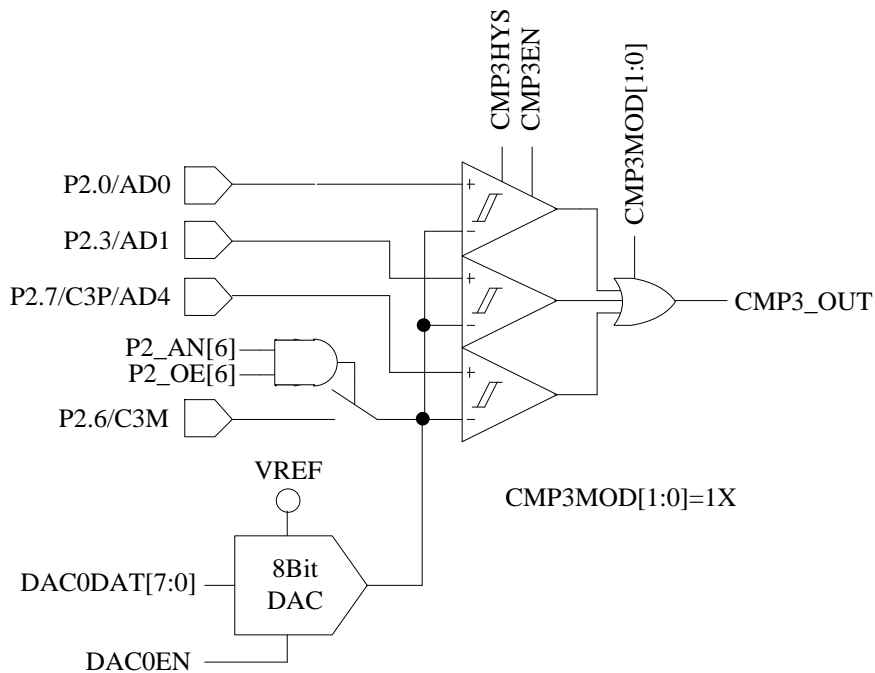 CMP3HYS
CMP3EN
CMP3MOD[1:0]
P2.0/AD0
+
-
P2.3/AD1
+
P2.7/C3P/AD4
CMP3_OUT
-
P2_AN[6]
P2_OE[6]
+
P2.6/C3M
-
VREF
CMP3MOD[1:0]=1X
8Bit
DAC
DAC0DAT[7:0]
DAC0EN